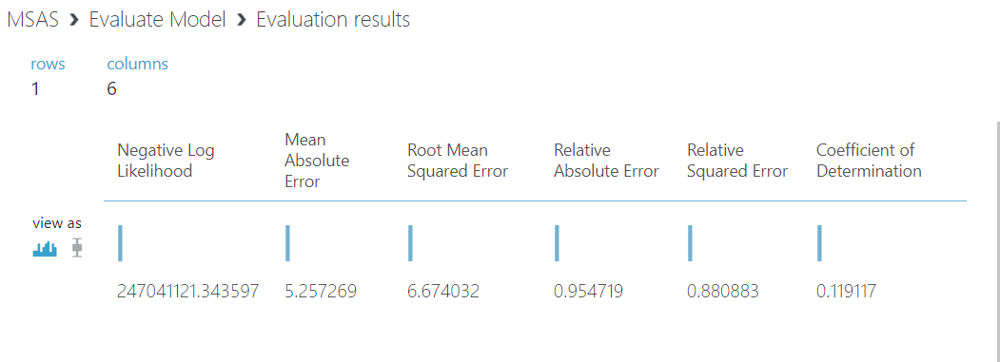 MSAS > Evaluate Model > Evaluation results
rows columns
1 6
Negative Log
Likelihood
Mean
Absolute
Error
Root Mean
Squared Error
Relative
Absolute Error
Relative
Squared Error
Coefficient of
Determination
view as
247041121.343597 5.257269 6.674032 0.954719 0.880883 0.119117